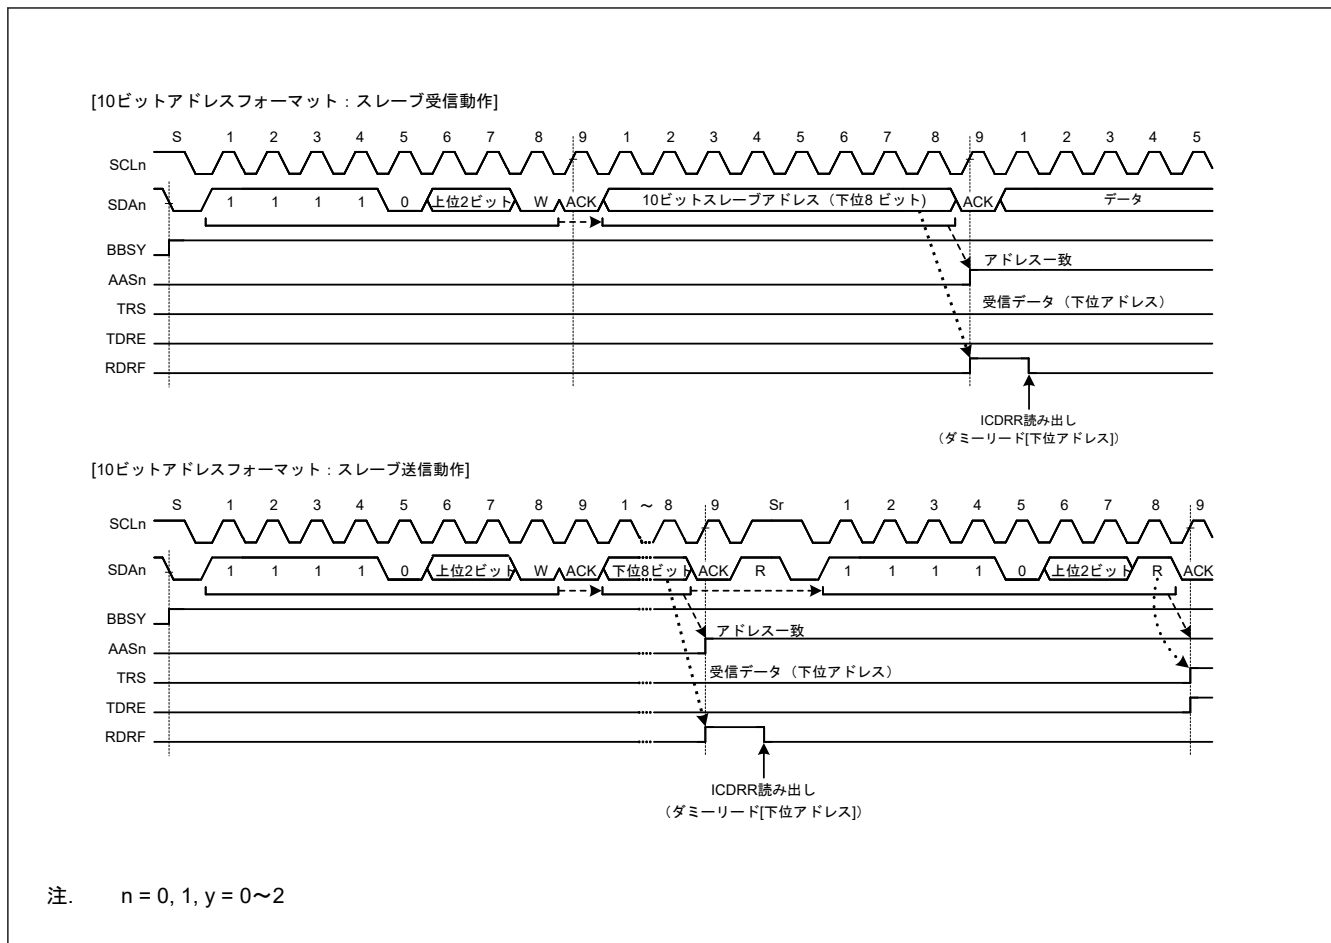 [10ビットアドレスフォーマット：スレーブ受信動作]
S 1 2 3 4 5 6 7 8 9 1 2 3 4 5 6 7 8 9 1 2 3 4 5
SCLn
SDAn 1 1 1 1 0 上位2ビット W ACK 10ビットスレーブアドレス（下位8 ビット） ACK データ
BBSY
アドレス一致
AASn
TRS 受信データ（下位アドレス）
TDRE
RDRF
ICDRR読み出し
（ダミーリード[下位アドレス]）
[10ビットアドレスフォーマット：スレーブ送信動作]
S 1 2 3 4 5 6 7 8 9 1 ～ 8 9 Sr 1 2 3 4 5 6 7 8 9
SCLn
SDAn 1 1 1 1 0 上位2ビット W ACK 下位8ビット ACK R 1 1 1 1 0 上位2ビット R ACK
BBSY
アドレス一致
AASn
TRS 受信データ（下位アドレス）
TDRE
RDRF
ICDRR読み出し
（ダミーリード[下位アドレス]）
注. n = 0, 1, y = 0～2